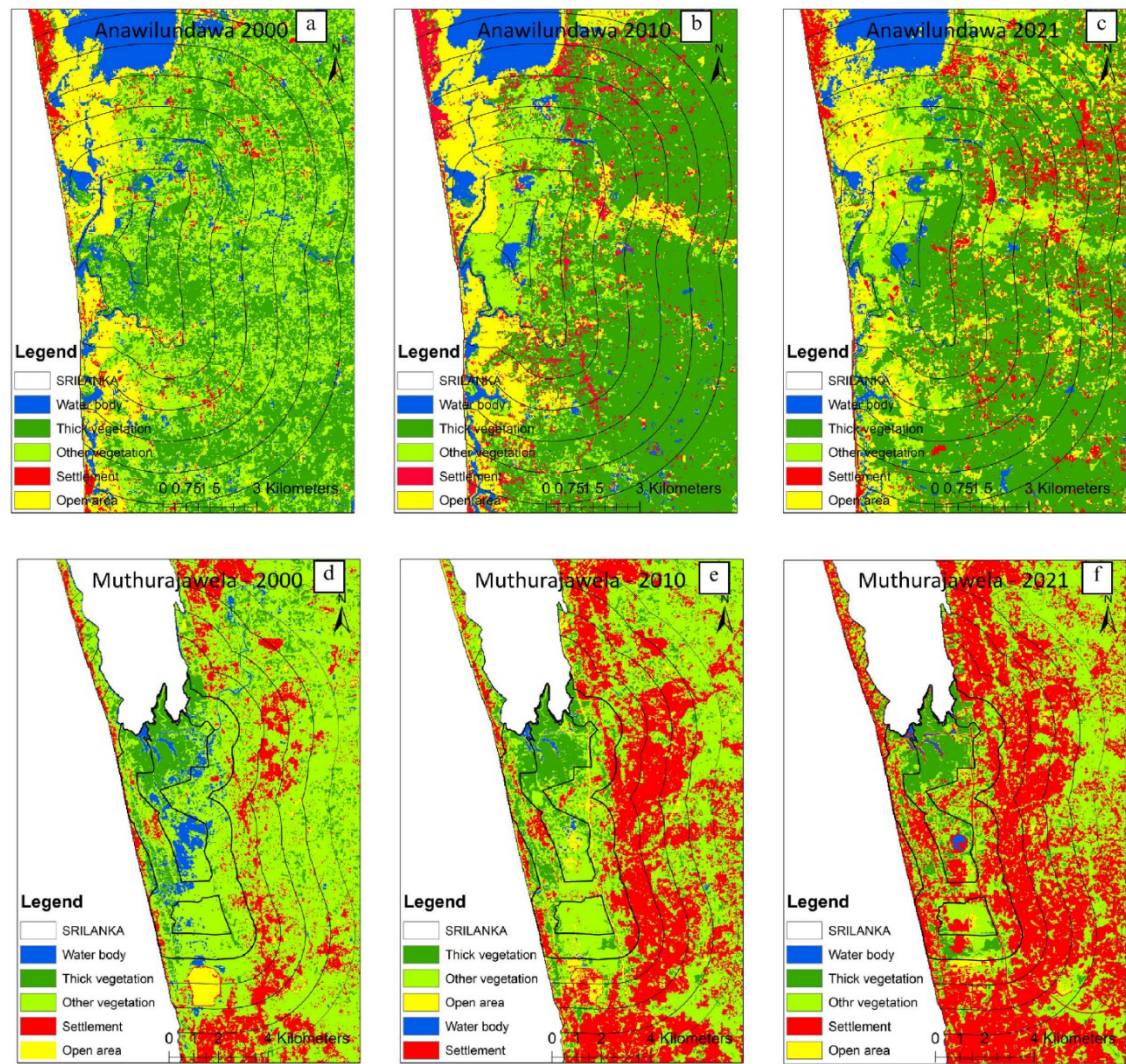 Anawilundawa 2000
a
N
Legend
SRILANKA
Water body
Thick vegetation
Other vegetation
Settlement
Open area
0 0.75 1.5 3 Kilometers
Anawilundawa 2010
b
N
Legend
SRILANKA
Water body
Thick vegetation
Other vegetation
Settlement
Open area
0 0.75 1.5 3 Kilometers
Anawilundawa 2021
c
N
Legend
SRILANKA
Water body
Thick vegetation
Other vegetation
Settlement
Open area
0 0.75 1.5 3 Kilometers
Muthurajawela - 2000
d
N
Legend
SRILANKA
Water body
Thick vegetation
Other vegetation
Settlement
Open area
0 1 2 4 Kilometers
Muthurajawela - 2010
e
N
Legend
SRILANKA
Thick vegetation
Other vegetation
Open area
Water body
Settlement
0 1 2 4 Kilometers
Muthurajawela - 2021
f
N
Legend
SRILANKA
Water body
Thick vegetation
Othr vegetation
Settlement
Open area
0 1 2 4 Kilometers